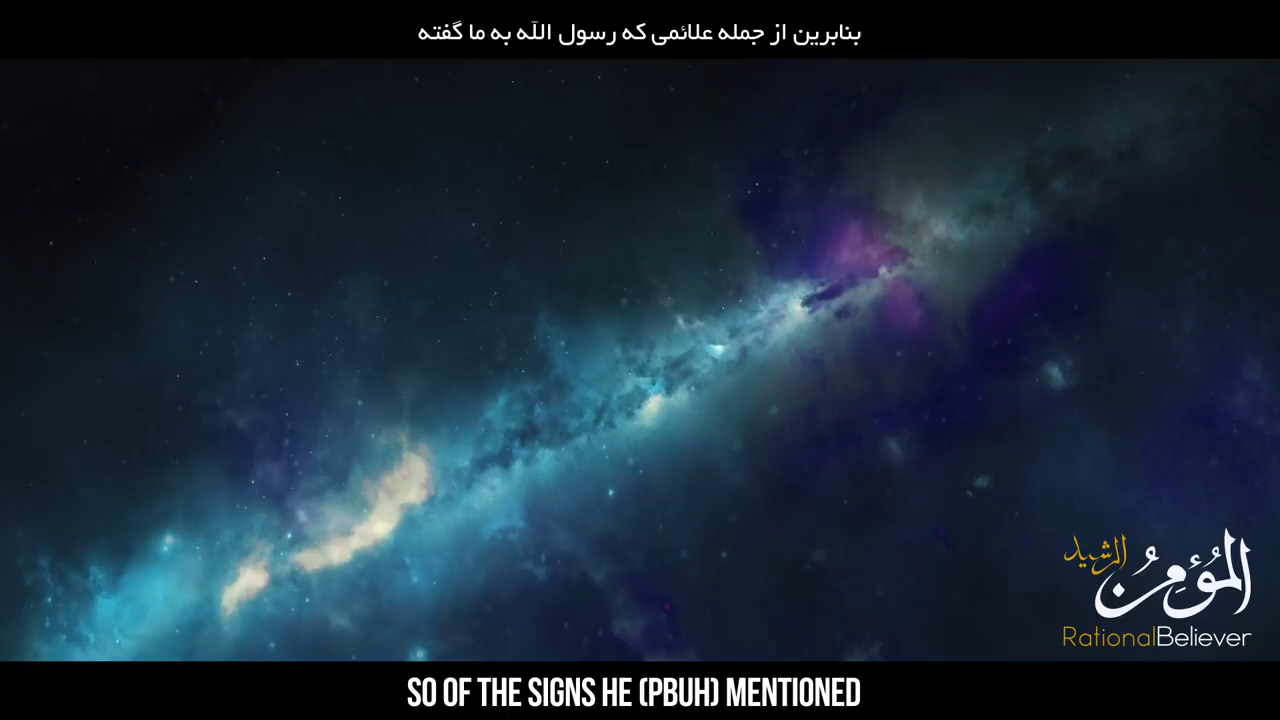 بنابرین از جمله علائمی که رسول الله به ما گفته
المؤمن الرشيد
RationalBeliever
SO OF THE SIGNS HE (PBUH) MENTIONED